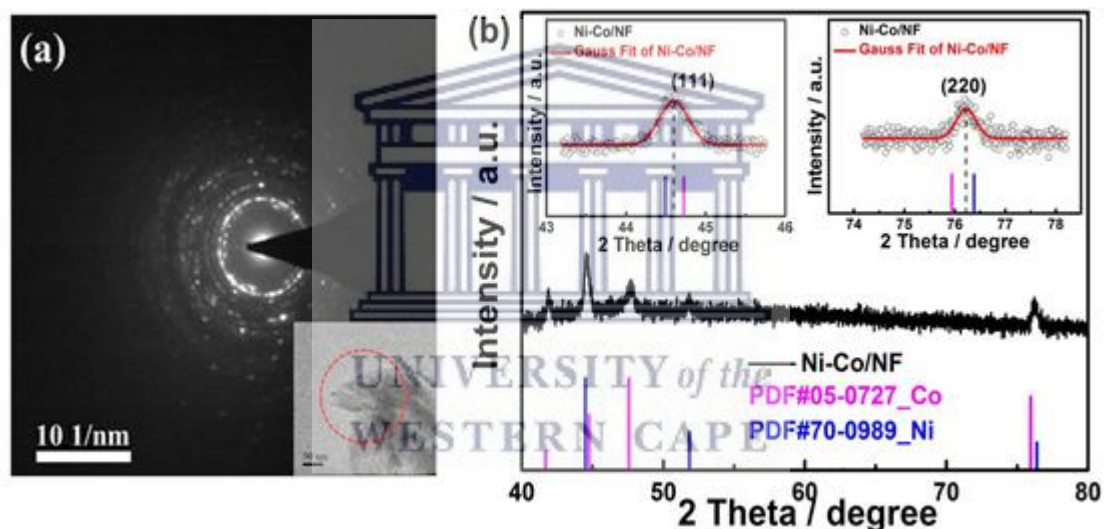 (a)
10 1/nm
(b)
Intensity / a.u.
Ni-Co/NF
Gauss Fit of Ni-Co/NF
(111)
Intensity / a.u.
43 44 45 46
2 Theta / degree
Ni-Co/NF
Gauss Fit of Ni-Co/NF
(220)
Intensity / a.u.
74 75 76 77 78
2 Theta / degree
Ni-Co/NF
PDF#05-0727_Co
PDF#70-0989_Ni
40 50 60 70 80
2 Theta / degree
UNIVERSITY of the
WESTERN CAPE